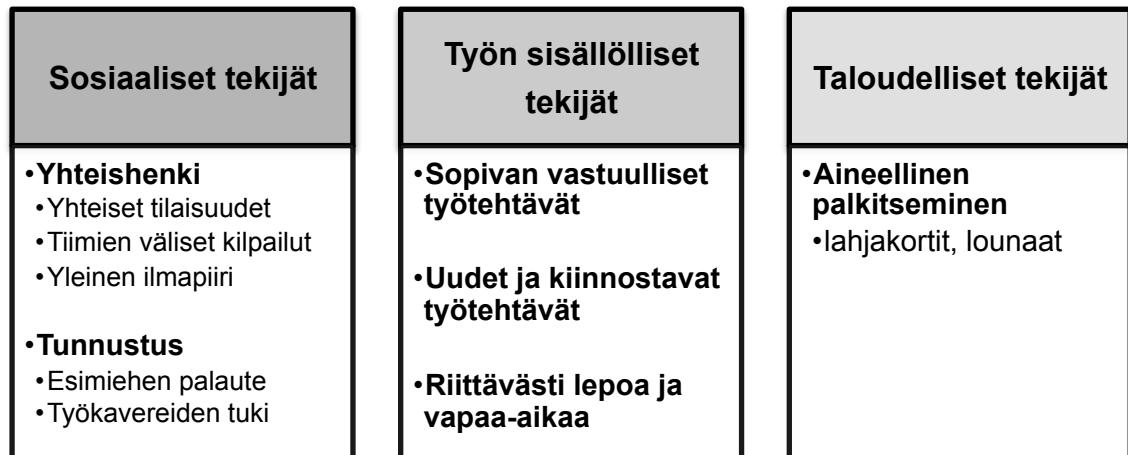 Sosiaaliset tekijät
•Yhteishenki
•Yhteiset tilaisuudet
•Tiimien väliset kilpailut
•Yleinen ilmapiiri
•Tunnustus
•Esimiehen palaute
•Työkavereiden tuki
Työn sisällölliset
tekijät
•Sopivan vastuulliset
työtehtävät
•Uudet ja kiinnostavat
työtehtävät
•Riittävästi lepoa ja
vapaa-aikaa
Taloudelliset tekijät
•Aineellinen
palkitseminen
•lahjakortit, lounaat